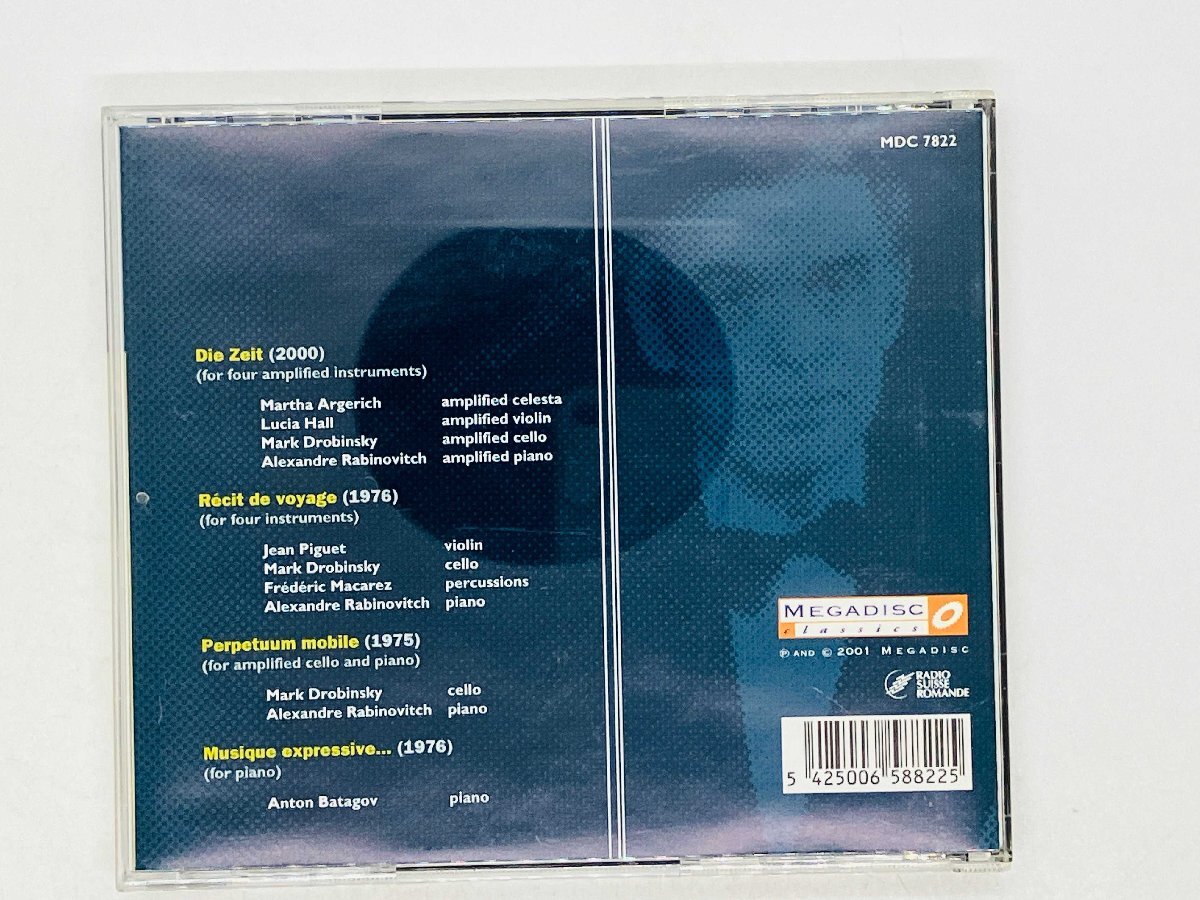 MDC 7822
Die Zeit (2000)
(for four amplified instruments)
Martha Argerich amplified celesta
Lucia Hall amplified violin
Mark Drobinsky amplified cello
Alexandre Rabinovitch amplified piano
Récit de voyage (1976)
(for four instruments)
Jean Piguet violin
Mark Drobinsky cello
Frédéric Macarez percussions
Alexandre Rabinovitch piano
Perpetuum mobile (1975)
(for amplified cello and piano)
Mark Drobinsky cello
Alexandre Rabinovitch piano
Musique expressive... (1976)
(for piano)
Anton Batagov piano
MEGADISC
classics
℗ AND © 2001 MEGADISC
RADIO
SUISSE
ROMANDE
5 425006 588225